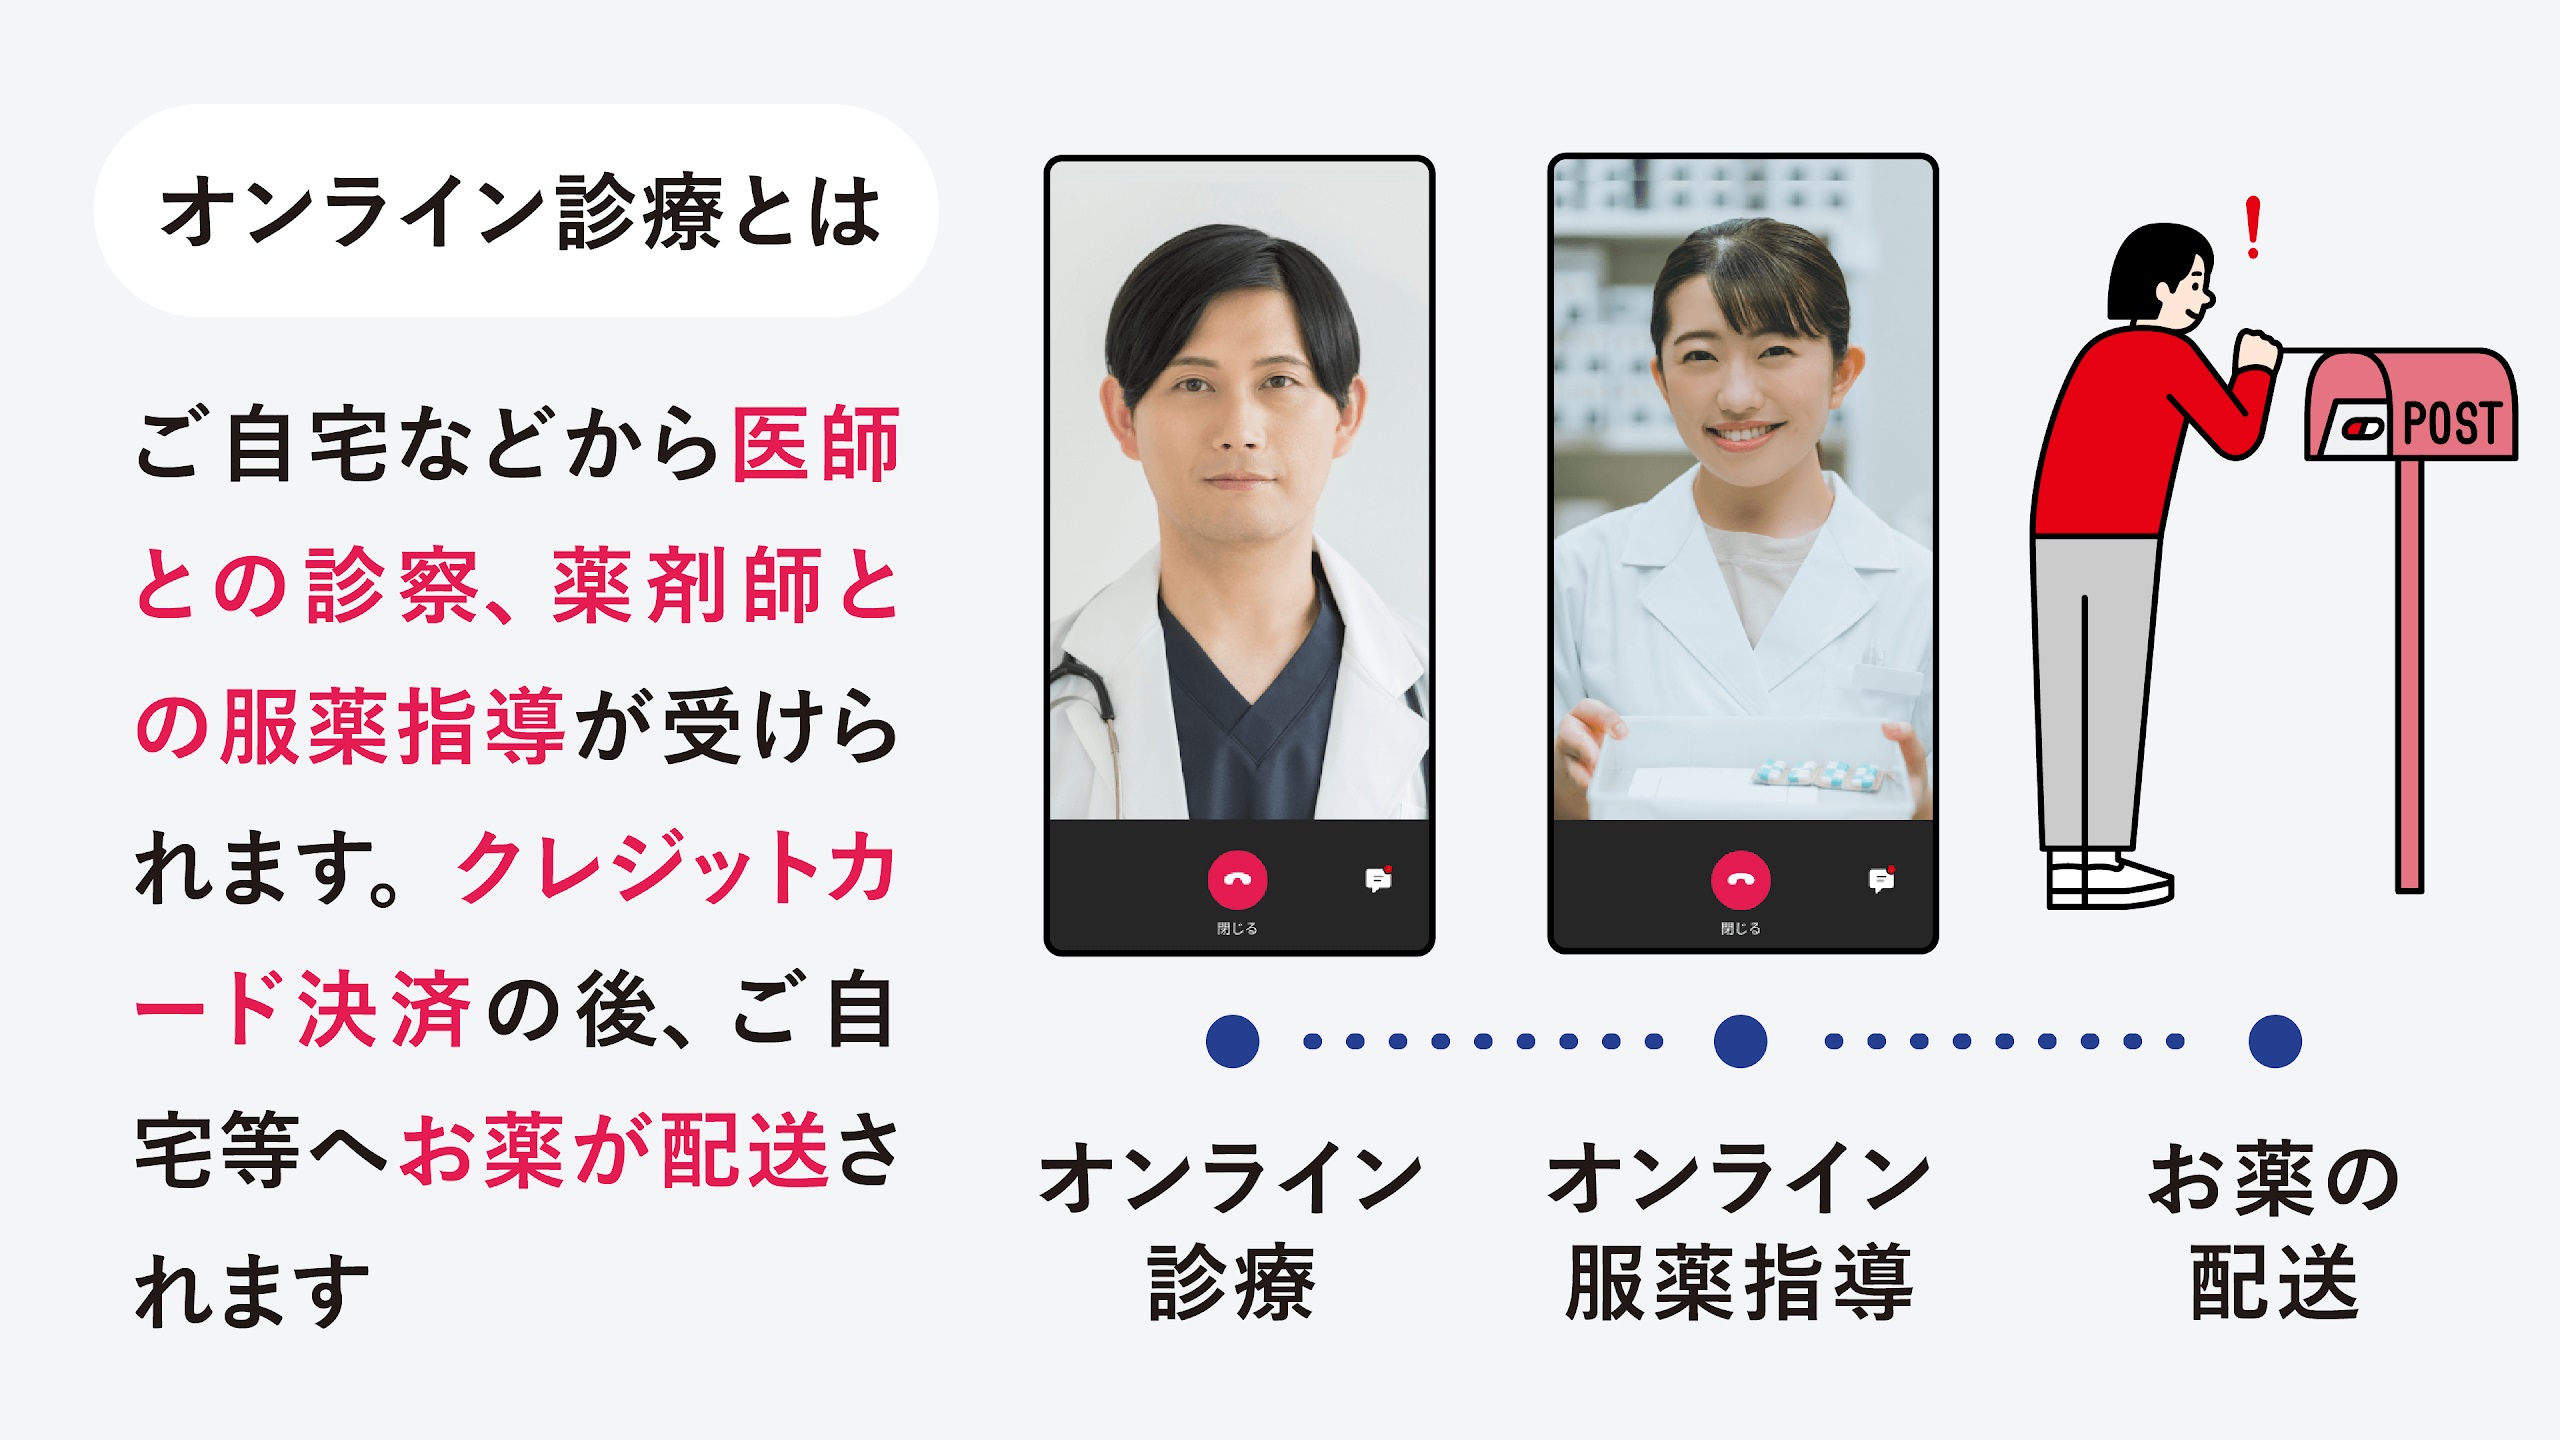 オンライン診療とは
ご自宅などから医師
との診察、薬剤師と
の服薬指導が受けら
れます。クレジットカ
ード決済の後、ご自
宅等へお薬が配送さ
れます
閉じる
閉じる
POST
オンライン
診療
オンライン
服薬指導
お薬の
配送